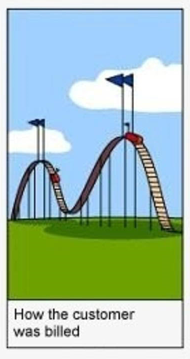 How the customer
was billed